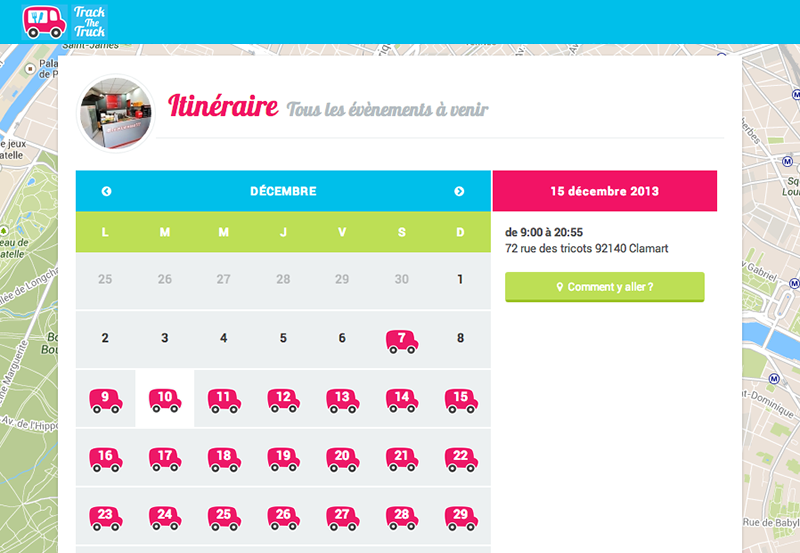 Track
The
Truck
Saint-James
Itinéraire Tous les évènements à venir
DÉCEMBRE
15 décembre 2013
L M M J V S D
de 9:00 à 20:55
72 rue des tricots 92140 Clamart
25 26 27 28 29 30 1
Comment y aller ?
2 3 4 5 6 7 8
9 10 11 12 13 14 15
16 17 18 19 20 21 22
23 24 25 26 27 28 29
Pala
de P
e jeux
atelle
eau de
atelle
Allée de Longcha
Bo
Bou
ne Marguerite
Av. de l'Hippo
herbes
M
Sq
Lou
Gabriel
M
t-Dominique
Rue de Babyl